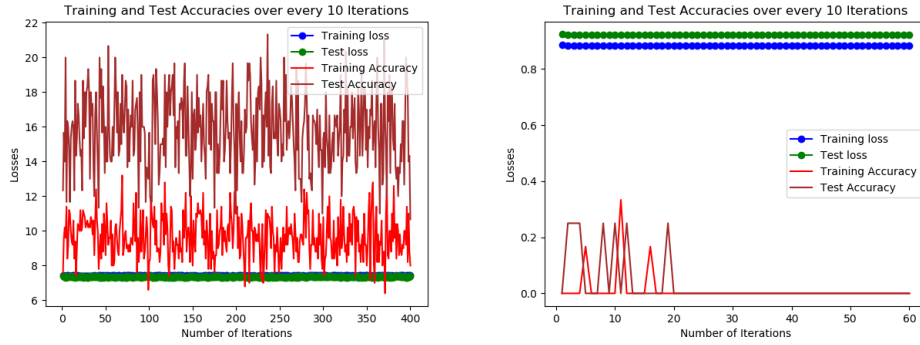 Training and Test Accuracies over every 10 Iterations
22
20
18
16
14
12
10
8
6
Losses
Training loss
Test loss
Training Accuracy
Test Accuracy
0 50 100 150 200 250 300 350 400
Number of Iterations
Training and Test Accuracies over every 10 Iterations
0.8
0.6
0.4
0.2
0.0
Losses
Training loss
Test loss
Training Accuracy
Test Accuracy
0 10 20 30 40 50 60
Number of Iterations